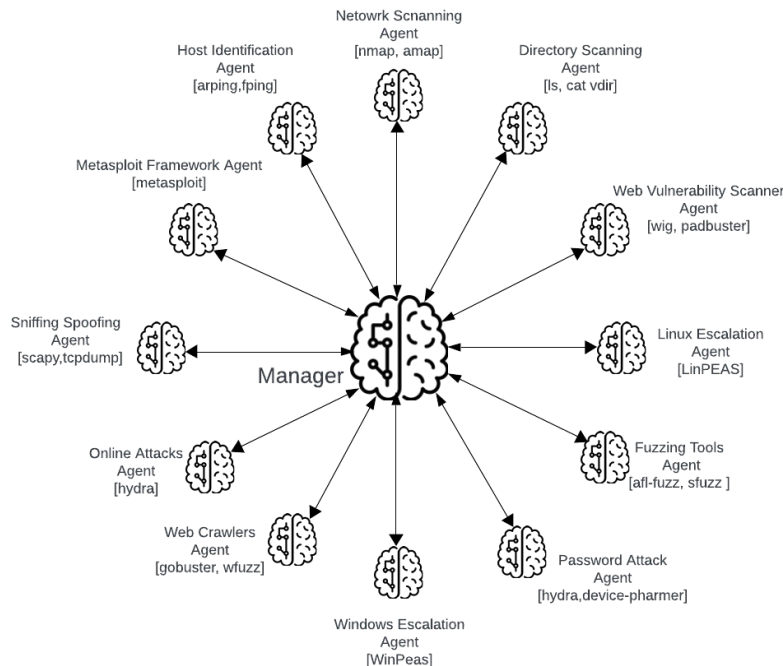 Netowrk Scnanning
Agent
[nmap, amap]
Host Identification
Agent
[arping,fping]
Directory Scanning
Agent
[ls, cat vdir]
Metasploit Framework Agent
[metasploit]
Web Vulnerability Scanner
Agent
[wig, padbuster]
Sniffing Spoofing
Agent
[scapy,tcpdump]
Manager
Linux Escalation
Agent
[LinPEAS]
Online Attacks
Agent
[hydra]
Fuzzing Tools
Agent
[afl-fuzz, sfuzz ]
Web Crawlers
Agent
[gobuster, wfuzz]
Password Attack
Agent
[hydra,device-pharmer]
Windows Escalation
Agent
[WinPeas]